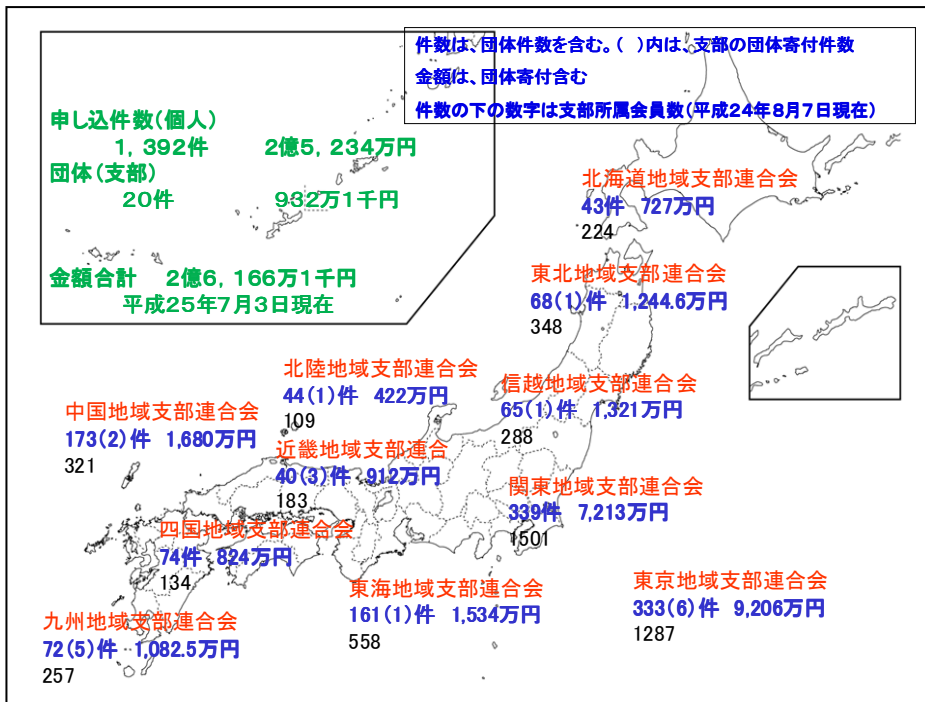 件数は、団体件数を含む。（　）内は、支部の団体寄付件数
金額は、団体寄付含む
件数の下の数字は支部所属会員数（平成24年8月7日現在）
申し込件数（個人）
1，392件　2億5，234万円
団体（支部）
20件　932万1千円
金額合計　2億6，166万1千円
平成25年7月3日現在
北海道地域支部連合会
43件　727万円
224
東北地域支部連合会
68(1)件　1,244.6万円
348
北陸地域支部連合会
44(1)件　422万円
109
信越地域支部連合会
65(1)件　1,321万円
288
中国地域支部連合会
173(2)件　1,680万円
321
近畿地域支部連合
40(3)件　912万円
183
関東地域支部連合会
339件　7,213万円
1501
四国地域支部連合会
74件　824万円
134
東海地域支部連合会
161(1)件　1,534万円
558
東京地域支部連合会
333(6)件　9,206万円
1287
九州地域支部連合会
72(5)件　1,082.5万円
257